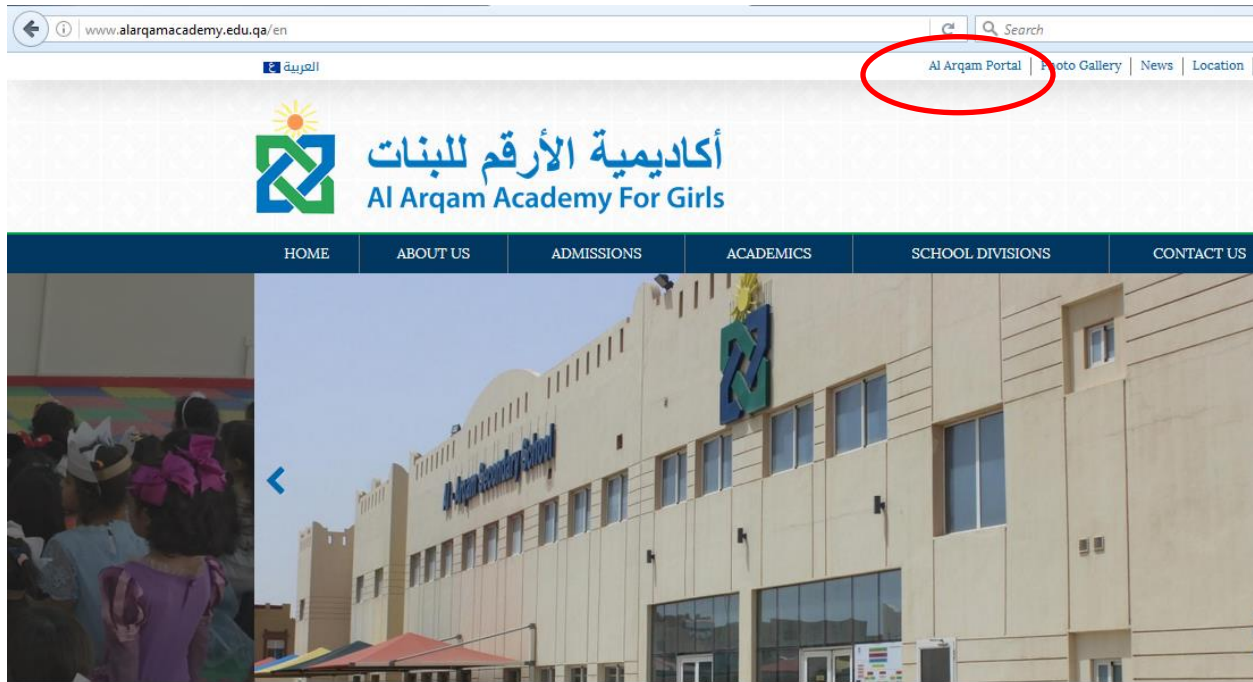 www.alarqamacademy.edu.qa/en
Search
العربية ع
Al Arqam Portal | Photo Gallery | News | Location |
أكاديمية الأرقم للبنات
Al Arqam Academy For Girls
HOME ABOUT US ADMISSIONS ACADEMICS SCHOOL DIVISIONS CONTACT US
Al-Arqam Secondary School